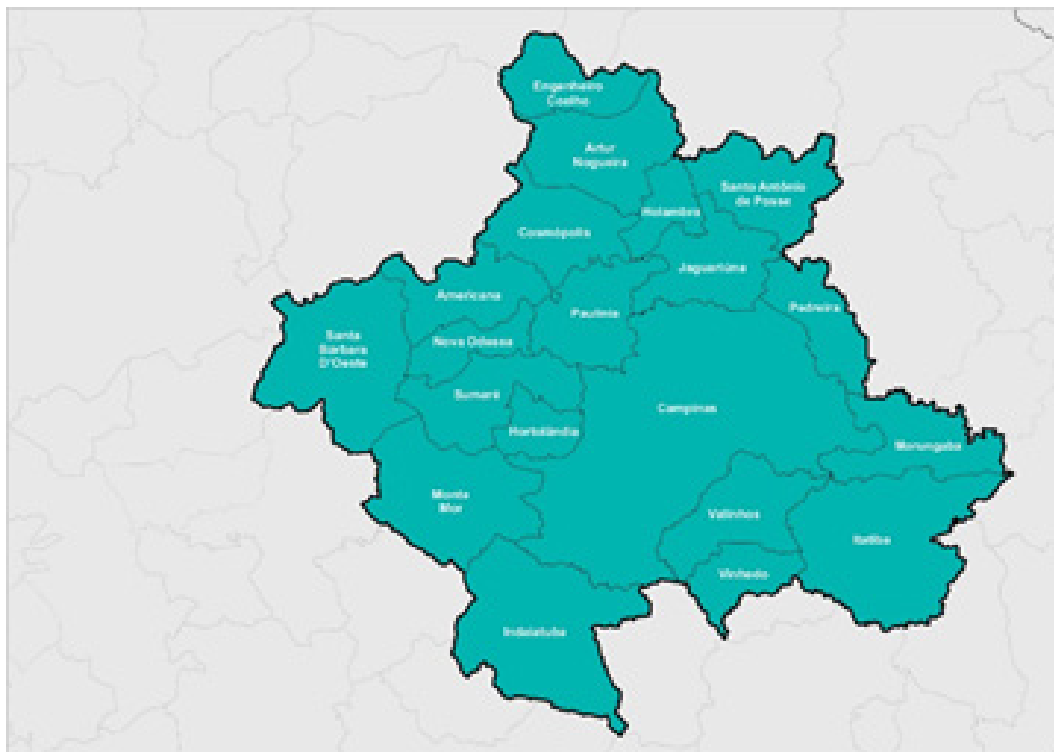 Engenheiro
Coelho
Artur
Nogueira
Santo Antônio
de Posse
Holambra
Cosmópolis
Jaguariúna
Americana
Pedreira
Paulínia
Nova Odessa
Santa
Bárbara
D'Oeste
Sumaré
Campinas
Hortolândia
Morungaba
Monte
Mor
Valinhos
Itatiba
Vinhedo
Indaiatuba